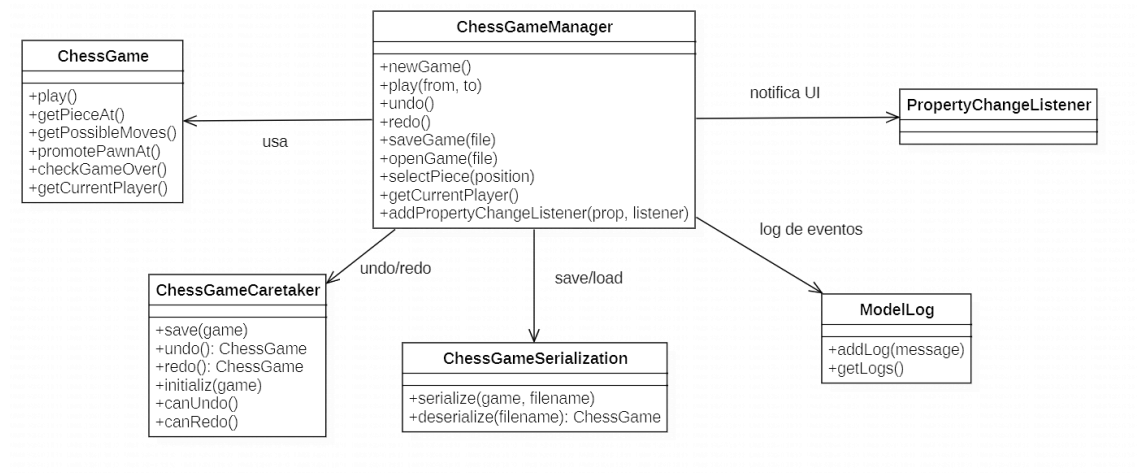 ChessGameManager
+newGame()
+play(from, to)
+undo()
+redo()
+saveGame(file)
+openGame(file)
+selectPiece(position)
+getCurrentPlayer()
+addPropertyChangeListener(prop, listener)
ChessGame
+play()
+getPieceAt()
+getPossibleMoves()
+promotePawnAt()
+checkGameOver()
+getCurrentPlayer()
usa
notifica UI
PropertyChangeListener
undo/redo
save/load
log de eventos
ChessGameCaretaker
+save(game)
+undo(): ChessGame
+redo(): ChessGame
+initializ(game)
+canUndo()
+canRedo()
ChessGameSerialization
+serialize(game, filename)
+deserialize(filename): ChessGame
ModelLog
+addLog(message)
+getLogs()